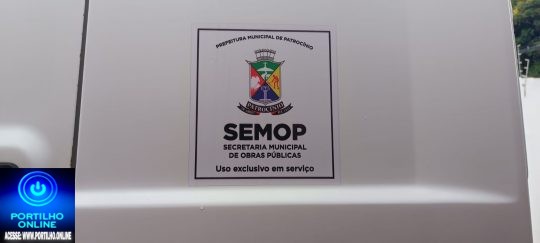 PREFEITURA MUNICIPAL DE PATROCÍNIO
PATROCÍNIO
SEMOP
SECRETARIA MUNICIPAL
DE OBRAS PÚBLICAS
Uso exclusivo em serviço
PORTILHO
ONLINE
ACESSE: WWW.PORTILHO.ONLINE